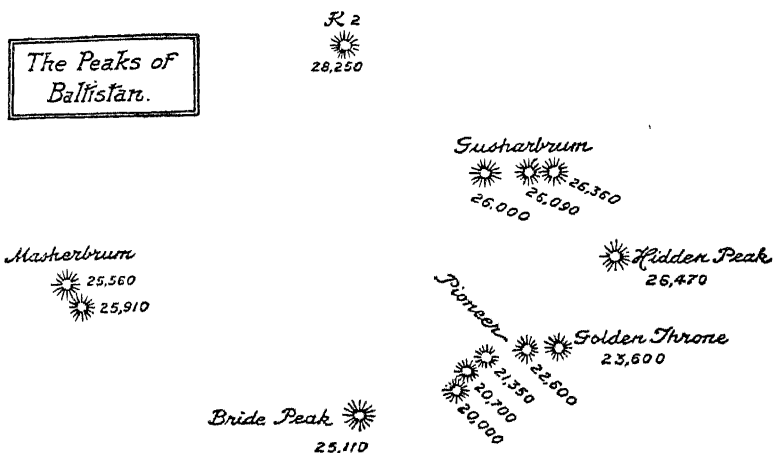 The Peaks of
Baltistan.
K 2
28,250
Gusharbrum
26,000
26,090
26,360
Masherbrum
25,560
25,910
Hidden Peak
26,470
Pioneer
Golden Throne
23,600
22,600
21,350
20,700
20,000
Bride Peak
25,110